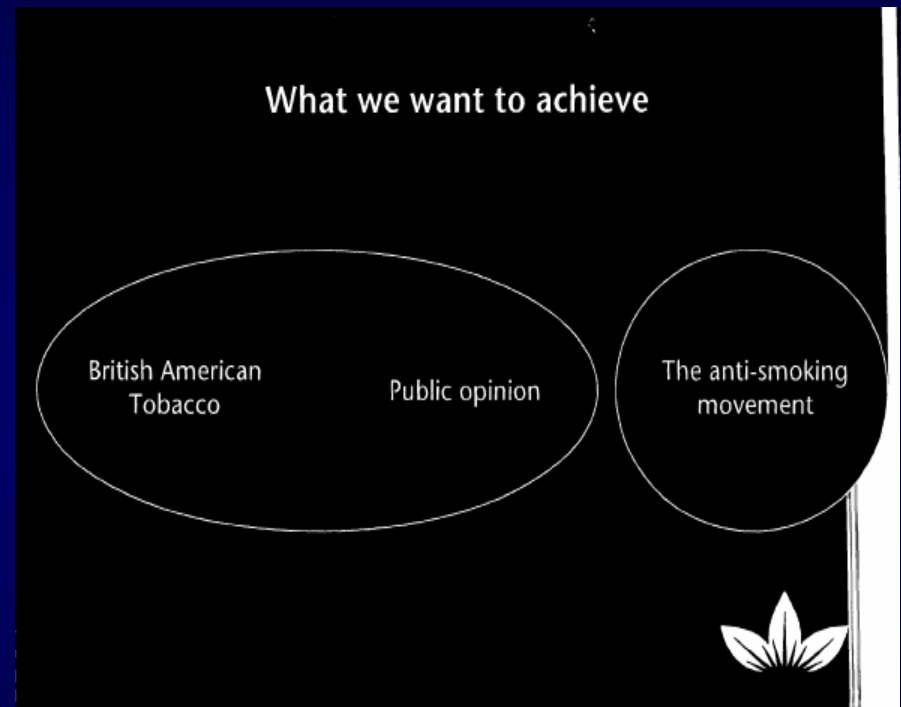 What we want to achieve
British American
Tobacco
Public opinion
The anti-smoking
movement